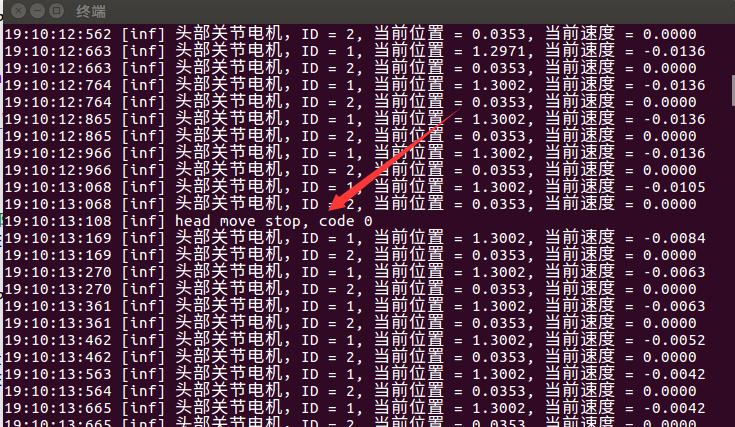 终端
19:10:12:562 [inf] 头部关节电机，ID = 2, 当前位置 = 0.0353, 当前速度 = 0.0000
19:10:12:663 [inf] 头部关节电机，ID = 1, 当前位置 = 1.2971, 当前速度 = -0.0136
19:10:12:663 [inf] 头部关节电机，ID = 2, 当前位置 = 0.0353, 当前速度 = 0.0000
19:10:12:764 [inf] 头部关节电机，ID = 1, 当前位置 = 1.3002, 当前速度 = -0.0136
19:10:12:764 [inf] 头部关节电机，ID = 2, 当前位置 = 0.0353, 当前速度 = 0.0000
19:10:12:865 [inf] 头部关节电机，ID = 1, 当前位置 = 1.3002, 当前速度 = -0.0136
19:10:12:865 [inf] 头部关节电机，ID = 2, 当前位置 = 0.0353, 当前速度 = 0.0000
19:10:12:966 [inf] 头部关节电机，ID = 1, 当前位置 = 1.3002, 当前速度 = -0.0136
19:10:12:966 [inf] 头部关节电机，ID = 2, 当前位置 = 0.0353, 当前速度 = 0.0000
19:10:13:068 [inf] 头部关节电机，ID = 1, 当前位置 = 1.3002, 当前速度 = -0.0105
19:10:13:068 [inf] 头部关节电机，ID = 2, 当前位置 = 0.0353, 当前速度 = 0.0000
19:10:13:108 [inf] head move stop, code 0
19:10:13:169 [inf] 头部关节电机，ID = 1, 当前位置 = 1.3002, 当前速度 = -0.0084
19:10:13:169 [inf] 头部关节电机，ID = 2, 当前位置 = 0.0353, 当前速度 = 0.0000
19:10:13:270 [inf] 头部关节电机，ID = 1, 当前位置 = 1.3002, 当前速度 = -0.0063
19:10:13:270 [inf] 头部关节电机，ID = 2, 当前位置 = 0.0353, 当前速度 = 0.0000
19:10:13:361 [inf] 头部关节电机，ID = 1, 当前位置 = 1.3002, 当前速度 = -0.0063
19:10:13:361 [inf] 头部关节电机，ID = 2, 当前位置 = 0.0353, 当前速度 = 0.0000
19:10:13:462 [inf] 头部关节电机，ID = 1, 当前位置 = 1.3002, 当前速度 = -0.0052
19:10:13:462 [inf] 头部关节电机，ID = 2, 当前位置 = 0.0353, 当前速度 = 0.0000
19:10:13:563 [inf] 头部关节电机，ID = 1, 当前位置 = 1.3002, 当前速度 = -0.0042
19:10:13:564 [inf] 头部关节电机，ID = 2, 当前位置 = 0.0353, 当前速度 = 0.0000
19:10:13:665 [inf] 头部关节电机，ID = 1, 当前位置 = 1.3002, 当前速度 = -0.0042
19:10:13:665 [inf] 头部关节电机，ID = 2, 当前位置 = 0.0353, 当前速度 = 0.0000